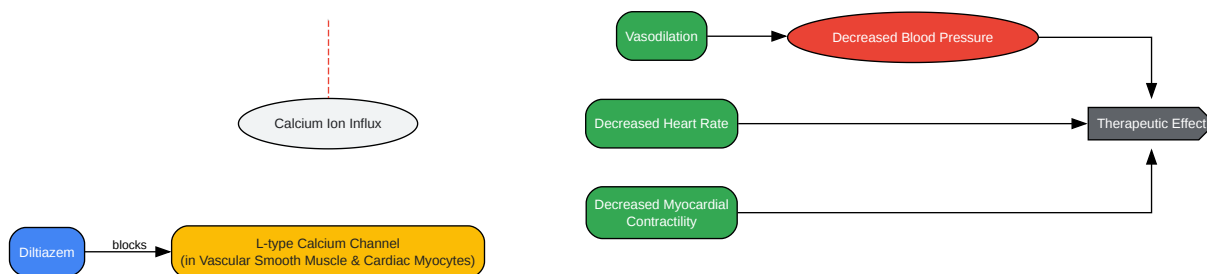 Vasodilation
Decreased Blood Pressure
Calcium Ion Influx
Decreased Heart Rate
Therapeutic Effect
Decreased Myocardial
Contractility
Diltiazem
blocks
L-type Calcium Channel
(in Vascular Smooth Muscle & Cardiac Myocytes)